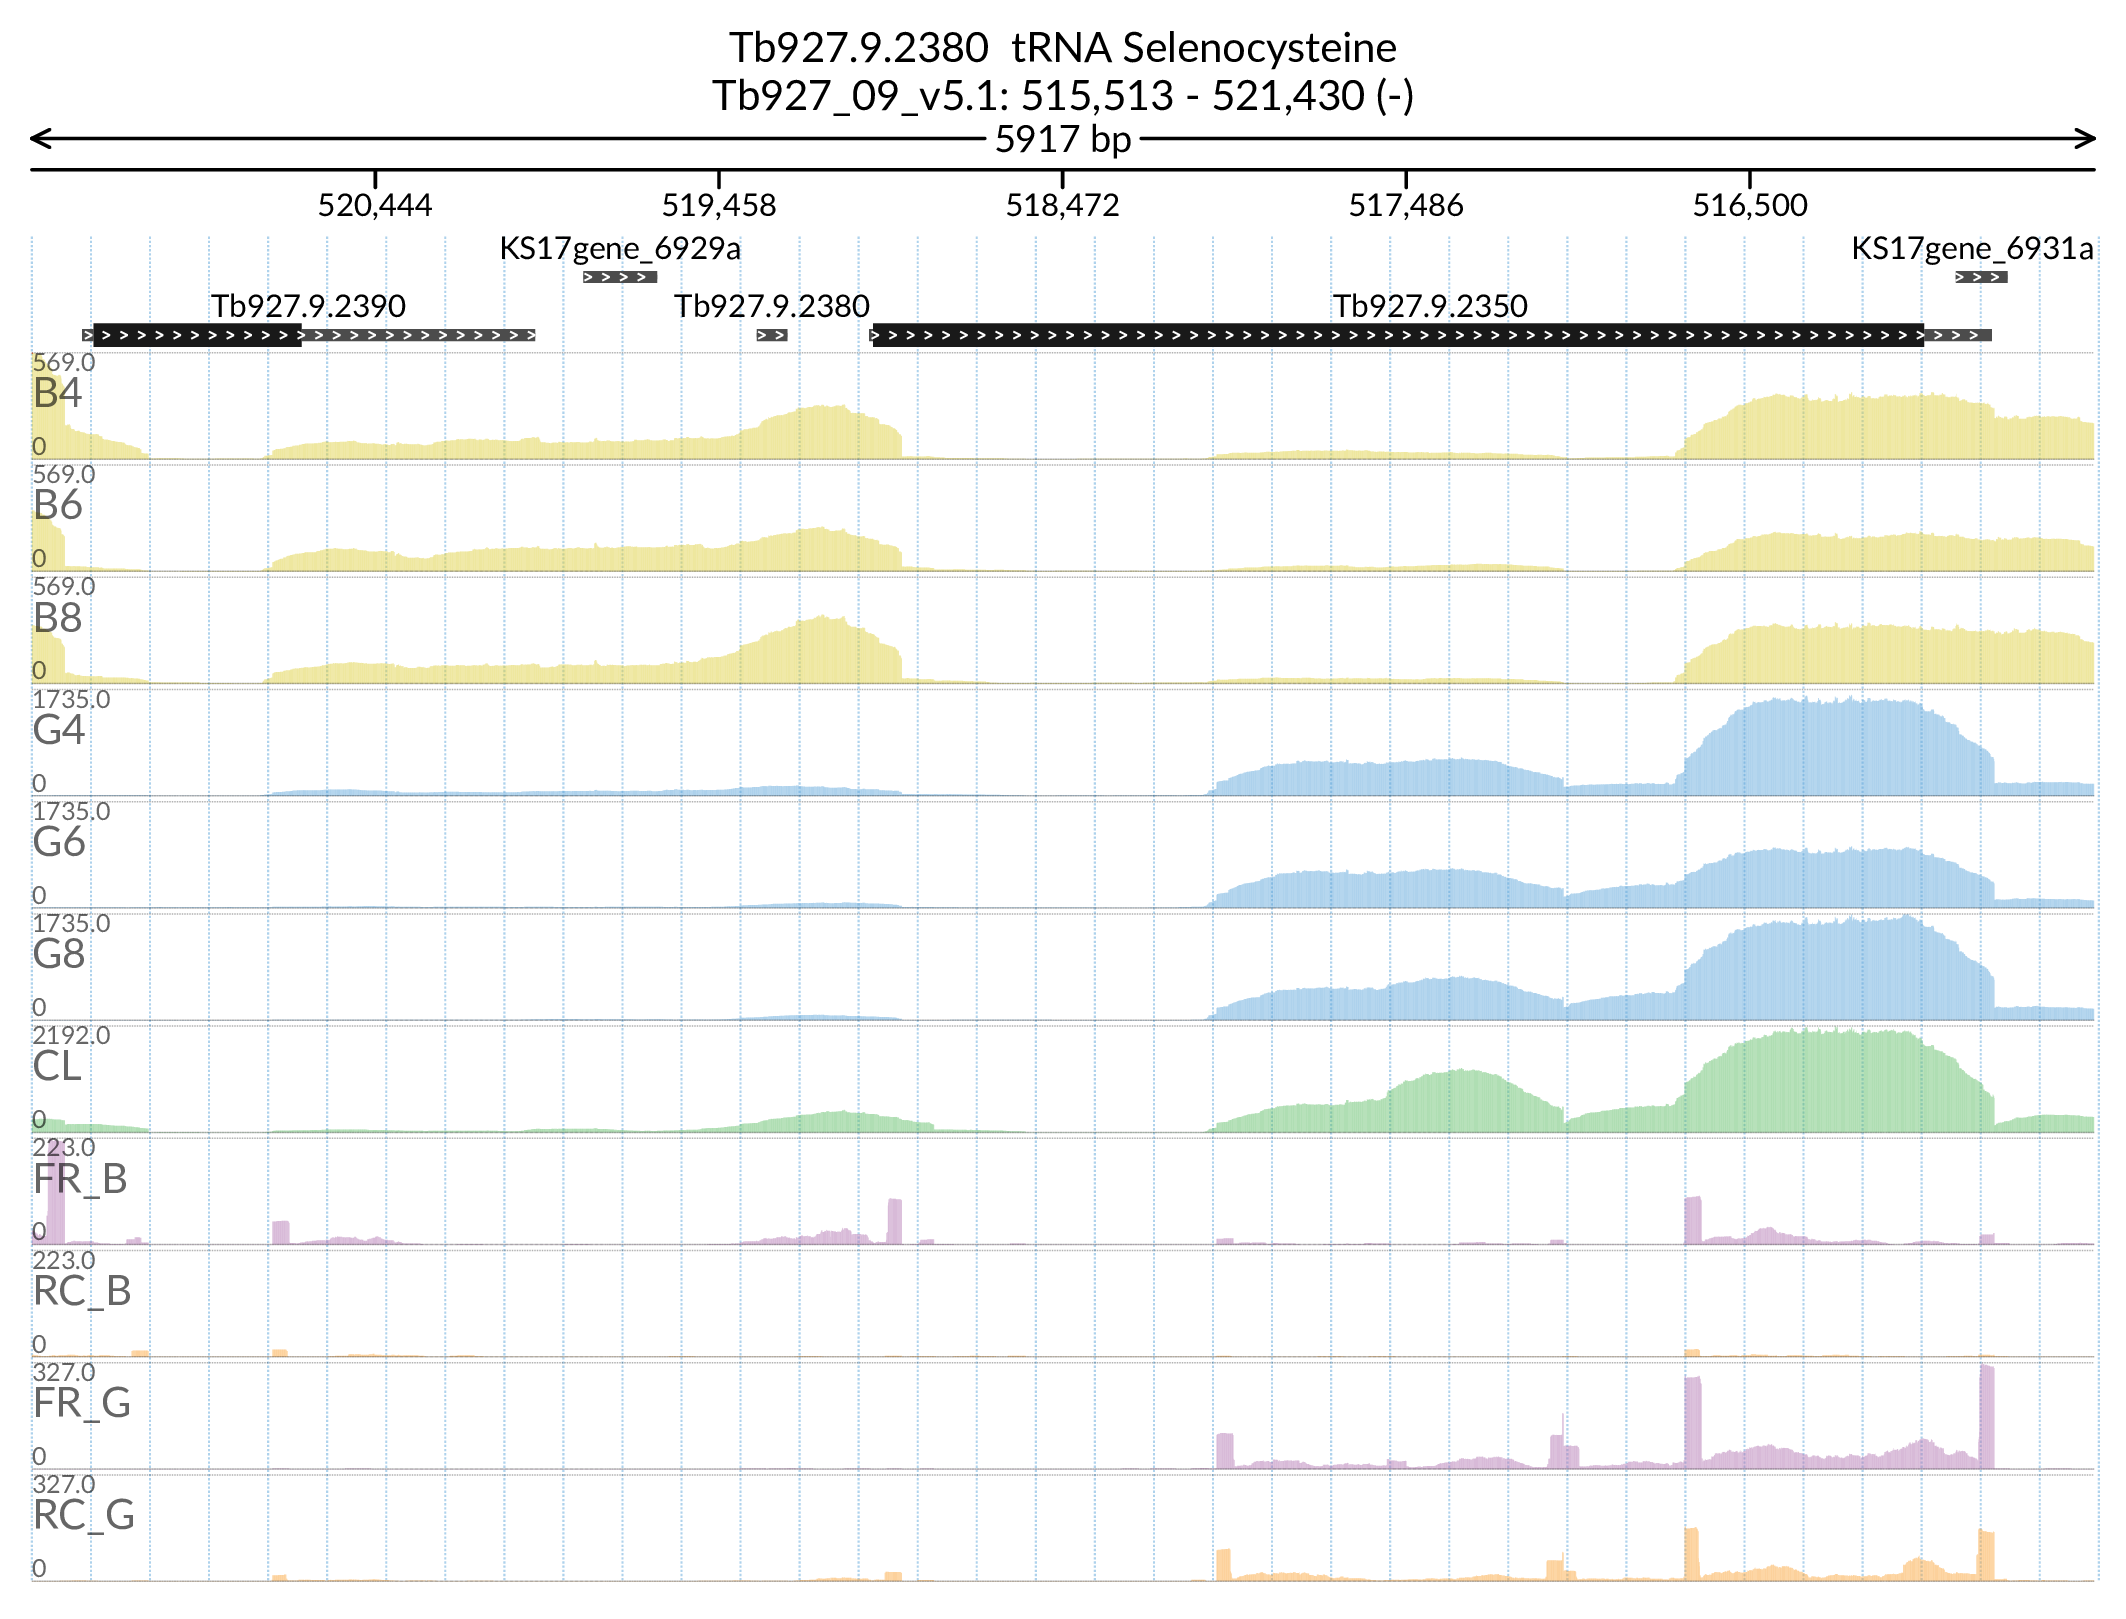 Tb927.9.2380  tRNA Selenocysteine
Tb927_09_v5.1: 515,513 - 521,430 (-)
5917 bp
520,444 519,458 518,472 517,486 516,500
KS17gene_6929a KS17gene_6931a
Tb927.9.2390 Tb927.9.2380 Tb927.9.2350
569.0
B4
0
569.0
B6
0
569.0
B8
0
1735.0
G4
0
1735.0
G6
0
1735.0
G8
0
2192.0
CL
0
223.0
FR_B
0
223.0
RC_B
0
327.0
FR_G
0
327.0
RC_G
0